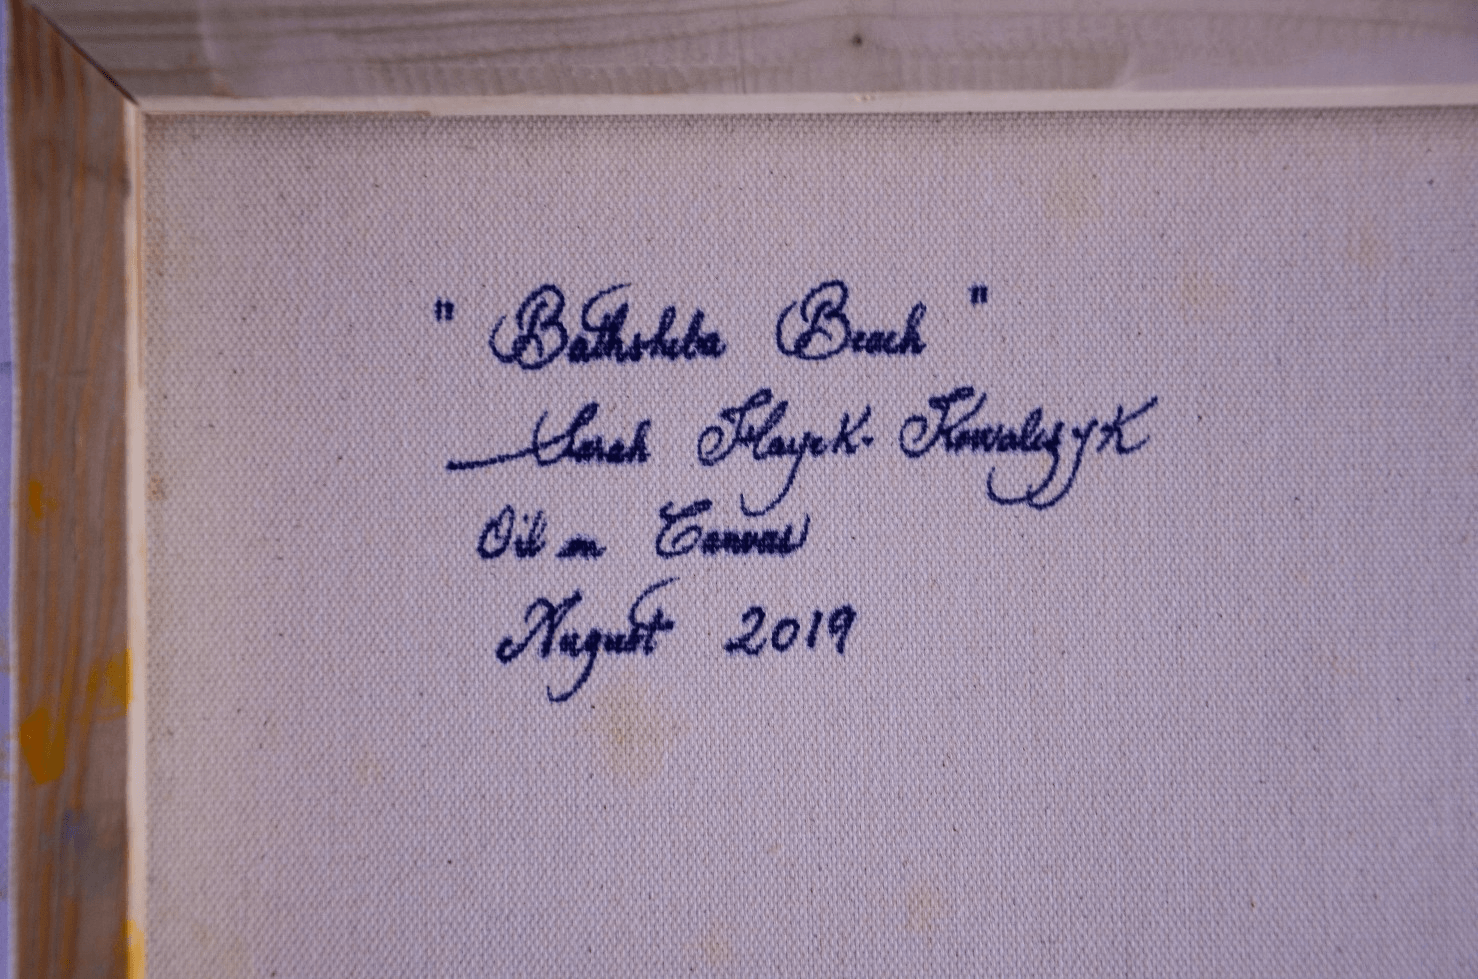 " Bathsheba Beach "
Sarah Hayek-Kowalczyk
Oil on Canvas
August 2019